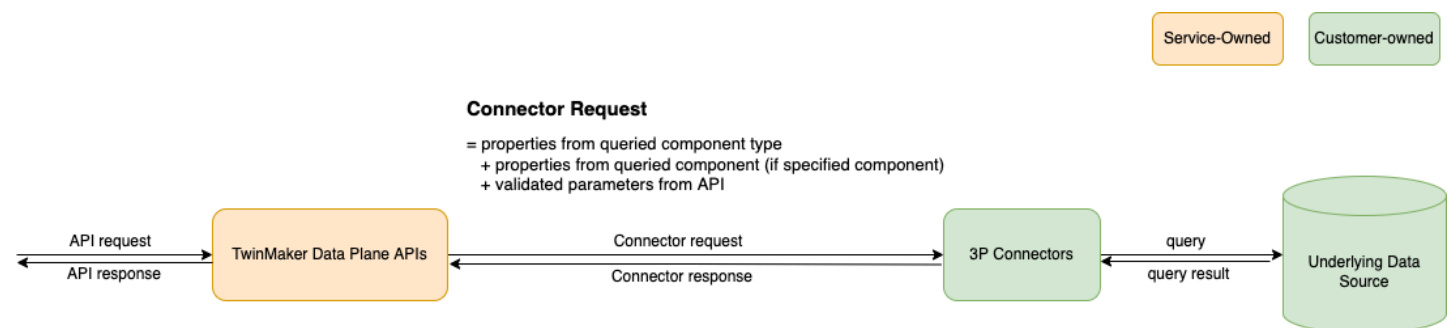 Service-Owned
Customer-owned
Connector Request
= properties from queried component type
+ properties from queried component (if specified component)
+ validated parameters from API
API request
API response
TwinMaker Data Plane APIs
Connector request
Connector response
3P Connectors
query
query result
Underlying Data
Source